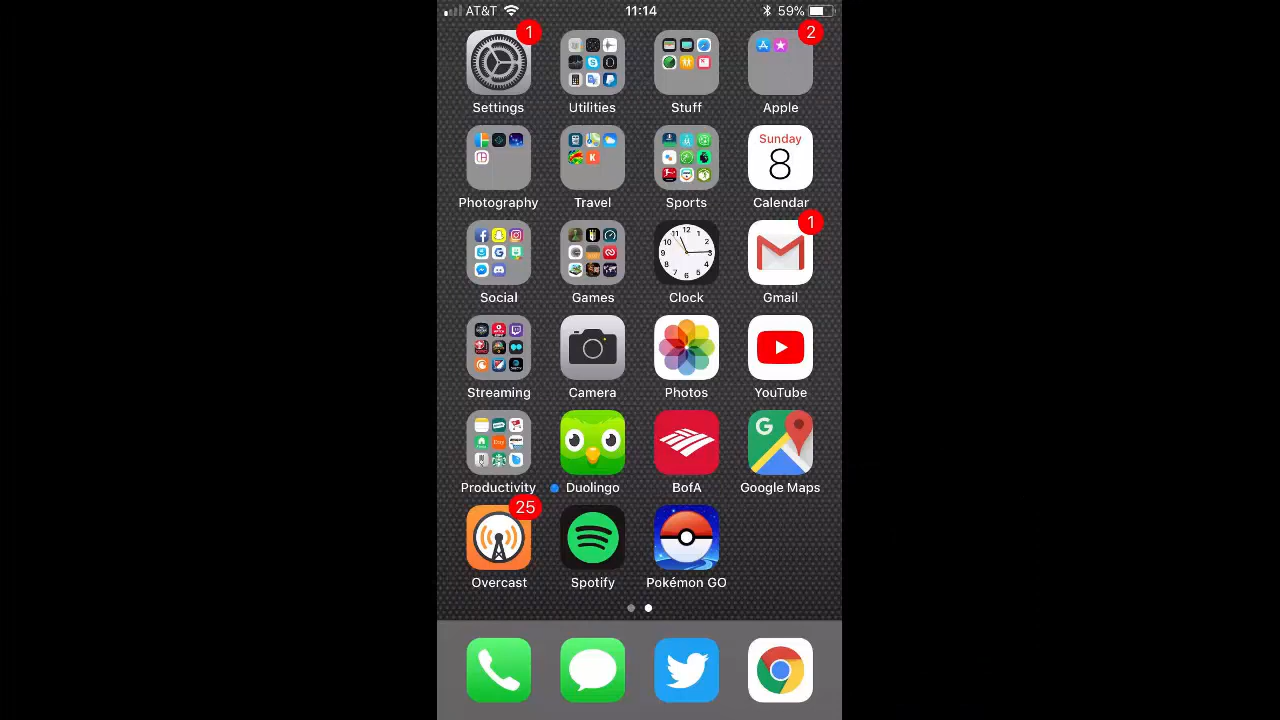 AT&T 11:14 59%
1 2
Settings Utilities Stuff Apple
Sunday
8
Photography Travel Sports Calendar
1
Social Games Clock Gmail
Streaming Camera Photos YouTube
G
Productivity Duolingo BofA Google Maps
25
Overcast Spotify Pokémon GO